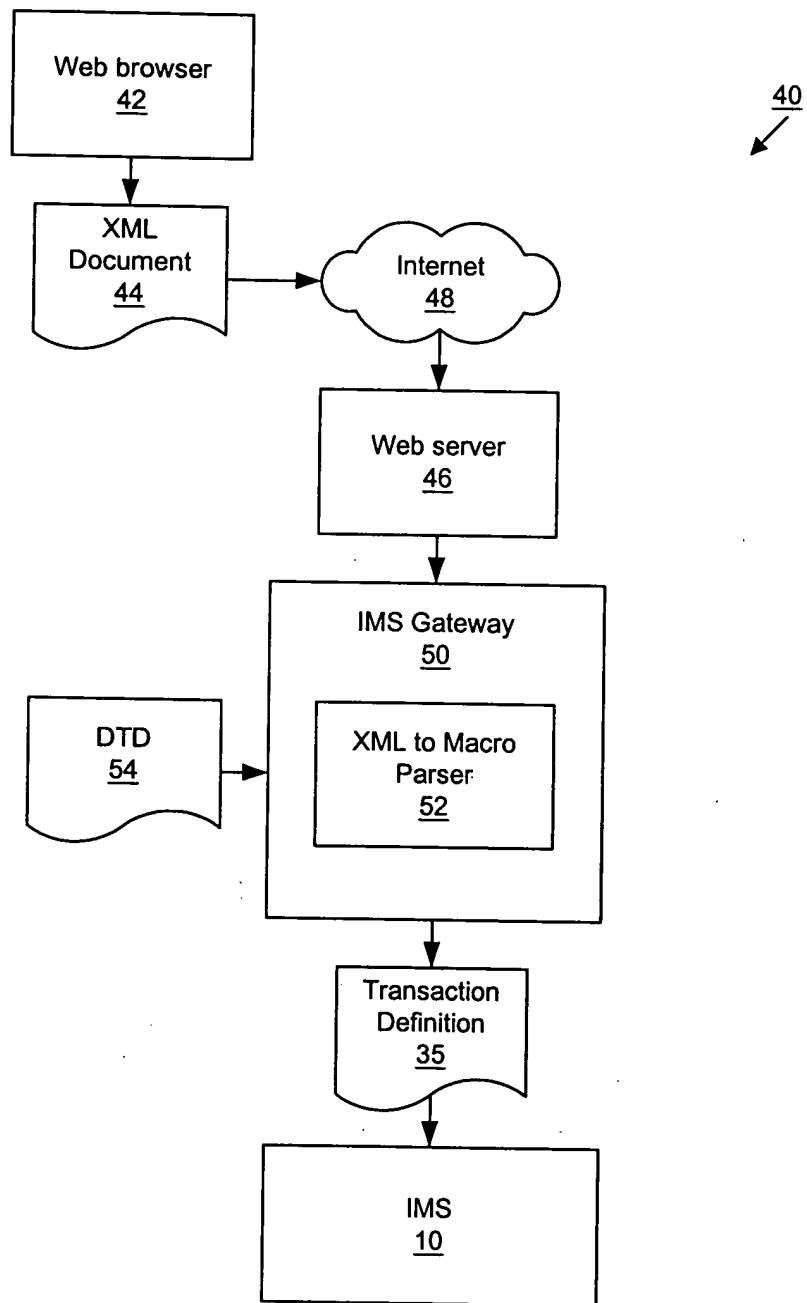 Web browser
42
40
XML
Document
44
Internet
48
Web server
46
IMS Gateway
50
DTD
54
XML to Macro
Parser
52
Transaction
Definition
35
IMS
10